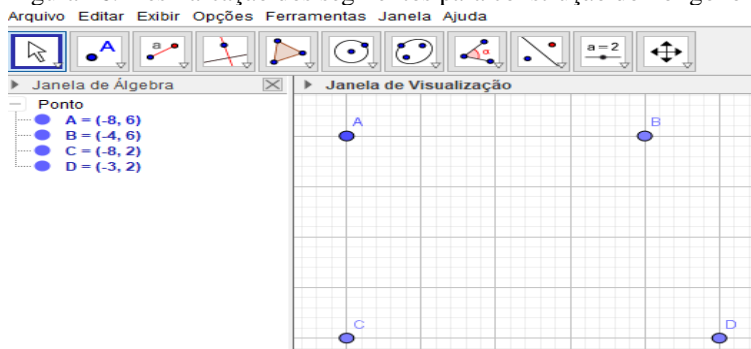 Arquivo Editar Exibir Opções Ferramentas Janela Ajuda
A a α a = 2
Janela de Álgebra Janela de Visualização
Ponto
A = (-8, 6)
B = (-4, 6)
C = (-8, 2)
D = (-3, 2)
A B
C D